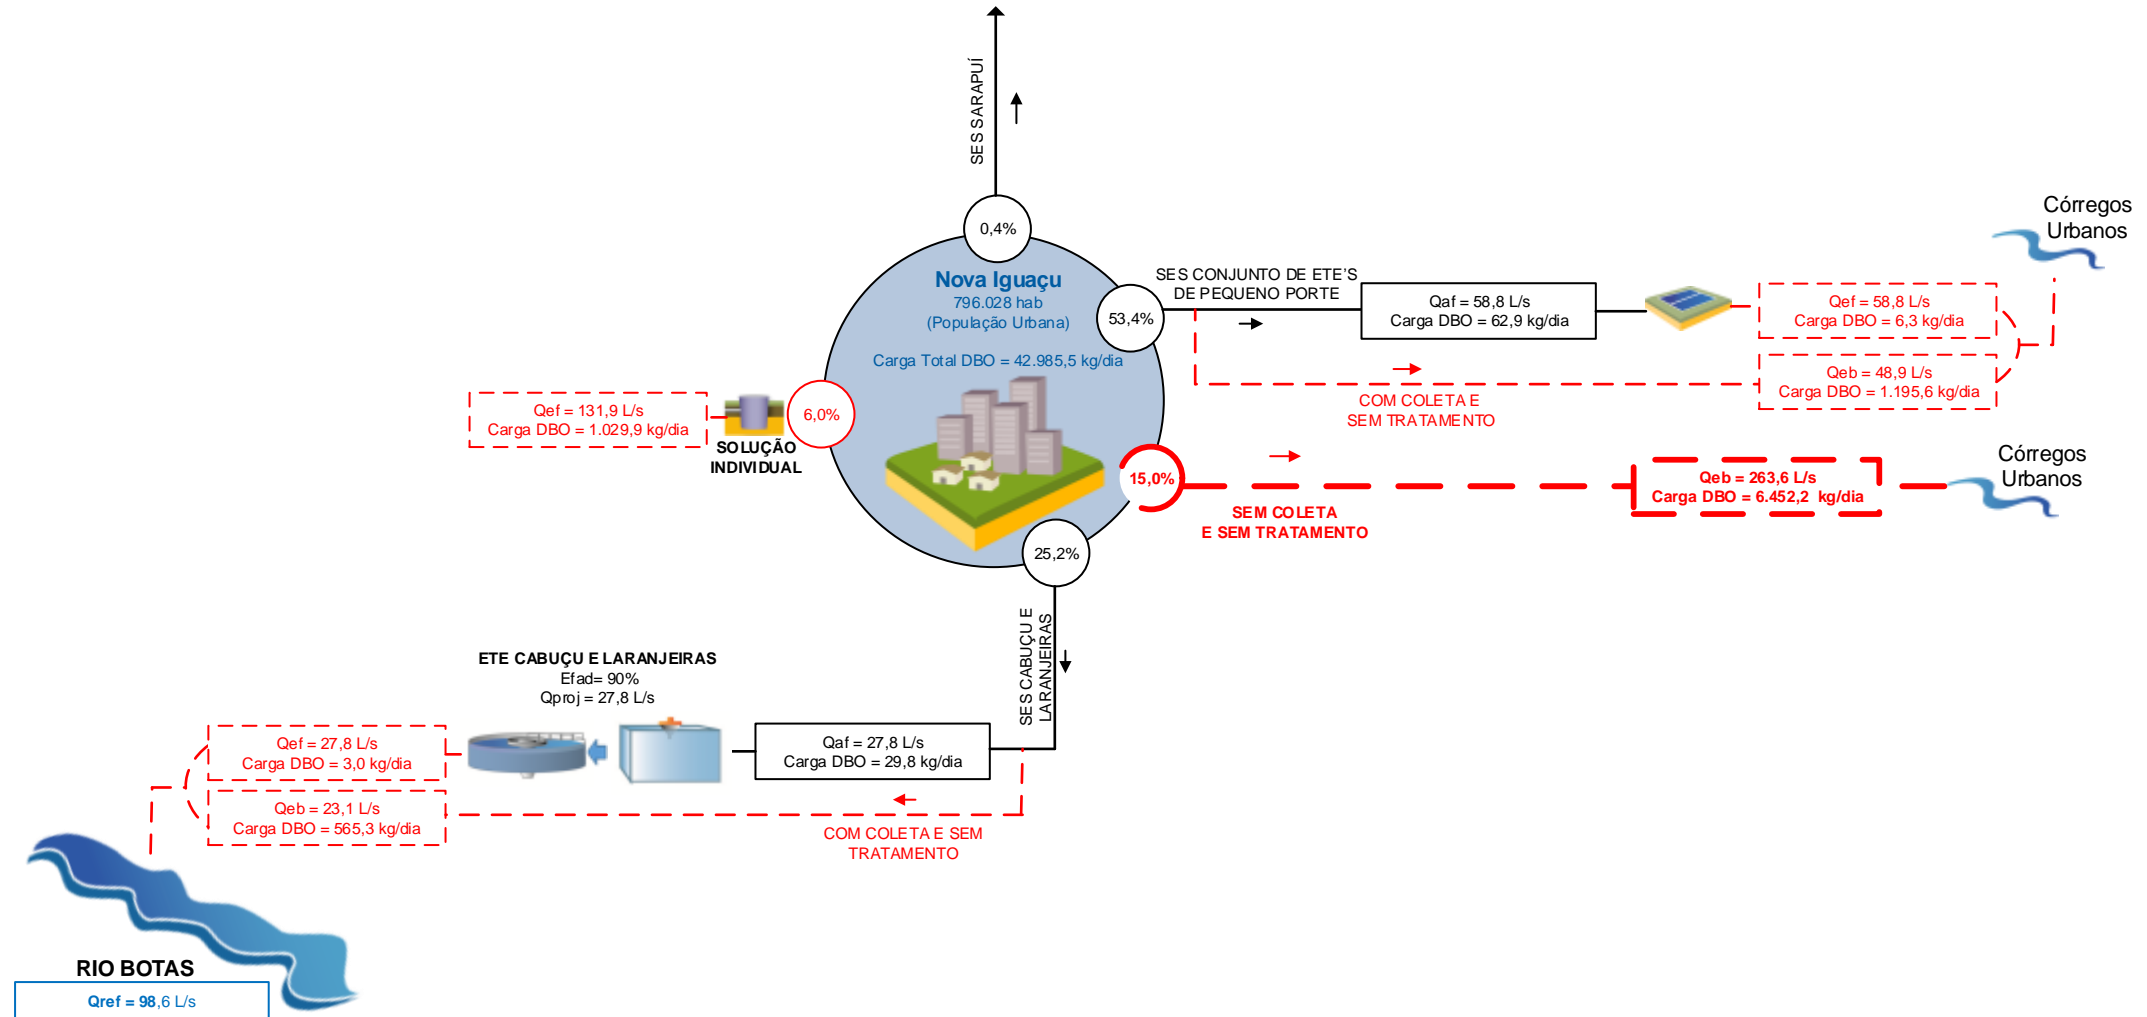 SES SARAPUÍ
0,4%
Nova Iguaçu
796.028 hab
(População Urbana)
Carga Total DBO = 42.985,5 kg/dia
53,4%
SES CONJUNTO DE ETE'S
DE PEQUENO PORTE
Qaf = 58,8 L/s
Carga DBO = 62,9 kg/dia
Qef = 58,8 L/s
Carga DBO = 6,3 kg/dia
Qeb = 48,9 L/s
Carga DBO = 1.195,6 kg/dia
Córregos
Urbanos
COM COLETA E
SEM TRATAMENTO
6,0%
Qef = 131,9 L/s
Carga DBO = 1.029,9 kg/dia
SOLUÇÃO
INDIVIDUAL
15,0%
SEM COLETA
E SEM TRATAMENTO
Qeb = 263,6 L/s
Carga DBO = 6.452,2 kg/dia
Córregos
Urbanos
25,2%
SES CABUÇU E
LARANJEIRAS
ETE CABUÇU E LARANJEIRAS
Efad= 90%
Qproj = 27,8 L/s
Qaf = 27,8 L/s
Carga DBO = 29,8 kg/dia
Qef = 27,8 L/s
Carga DBO = 3,0 kg/dia
Qeb = 23,1 L/s
Carga DBO = 565,3 kg/dia
COM COLETA E SEM
TRATAMENTO
RIO BOTAS
Qref = 98,6 L/s